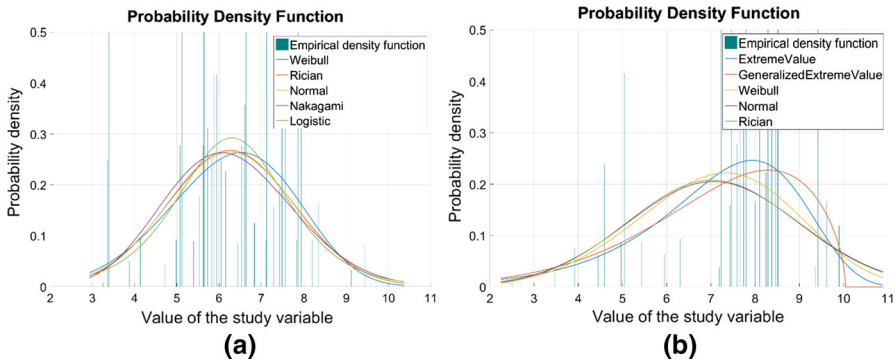 Probability Density Function
0.5
0.4
0.3
0.2
0.1
0
Probability density
Empirical density function
Weibull
Rician
Normal
Nakagami
Logistic
2 3 4 5 6 7 8 9 10 11
Value of the study variable
(a)
Probability Density Function
0.5
0.4
0.3
0.2
0.1
0
Probability density
Empirical density function
ExtremeValue
GeneralizedExtremeValue
Weibull
Normal
Rician
2 3 4 5 6 7 8 9 10 11
Value of the study variable
(b)